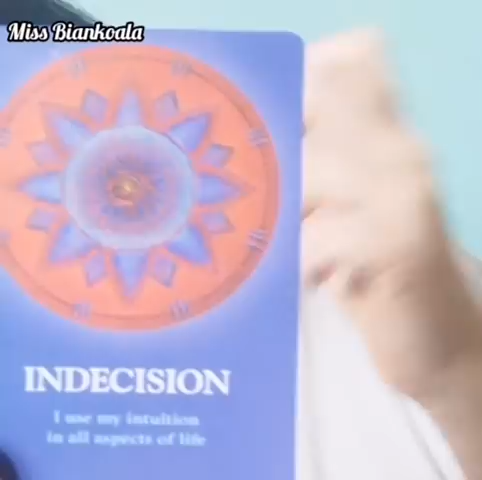 Miss Biankoala
INDECISION
I use my intuition
in all aspects of life